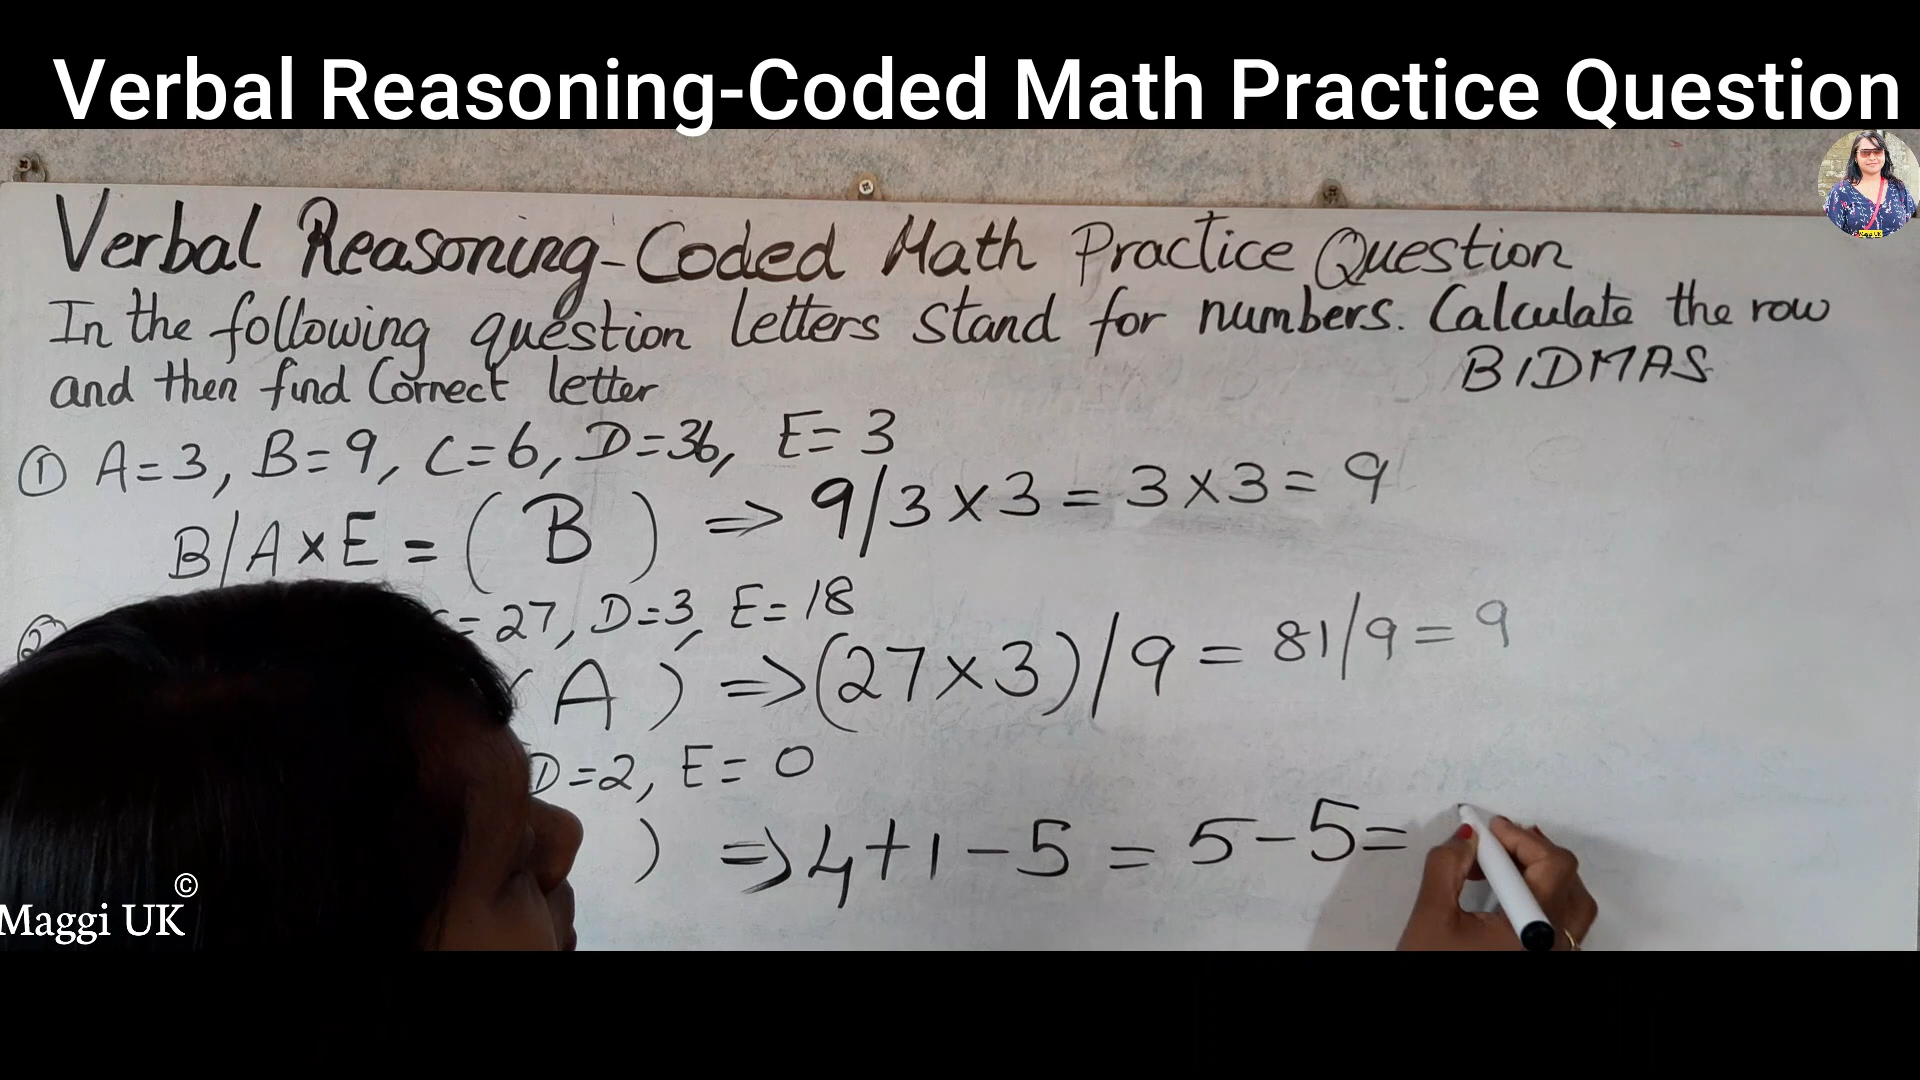 Verbal Reasoning-Coded Math Practice Question
Verbal Reasoning-Coded Math Practice Question
In the following question letters stand for numbers. Calculate the row
and then find Correct letter
BIDMAS
① A=3, B=9, C=6, D=36, E=3
B/A×E=(B) ⇒ 9/3×3=3×3=9
② =27, D=3, E=18
(A) ⇒(27×3)/9=81/9=9
D=2, E=0
) ⇒4+1-5=5-5=
©
Maggi UK